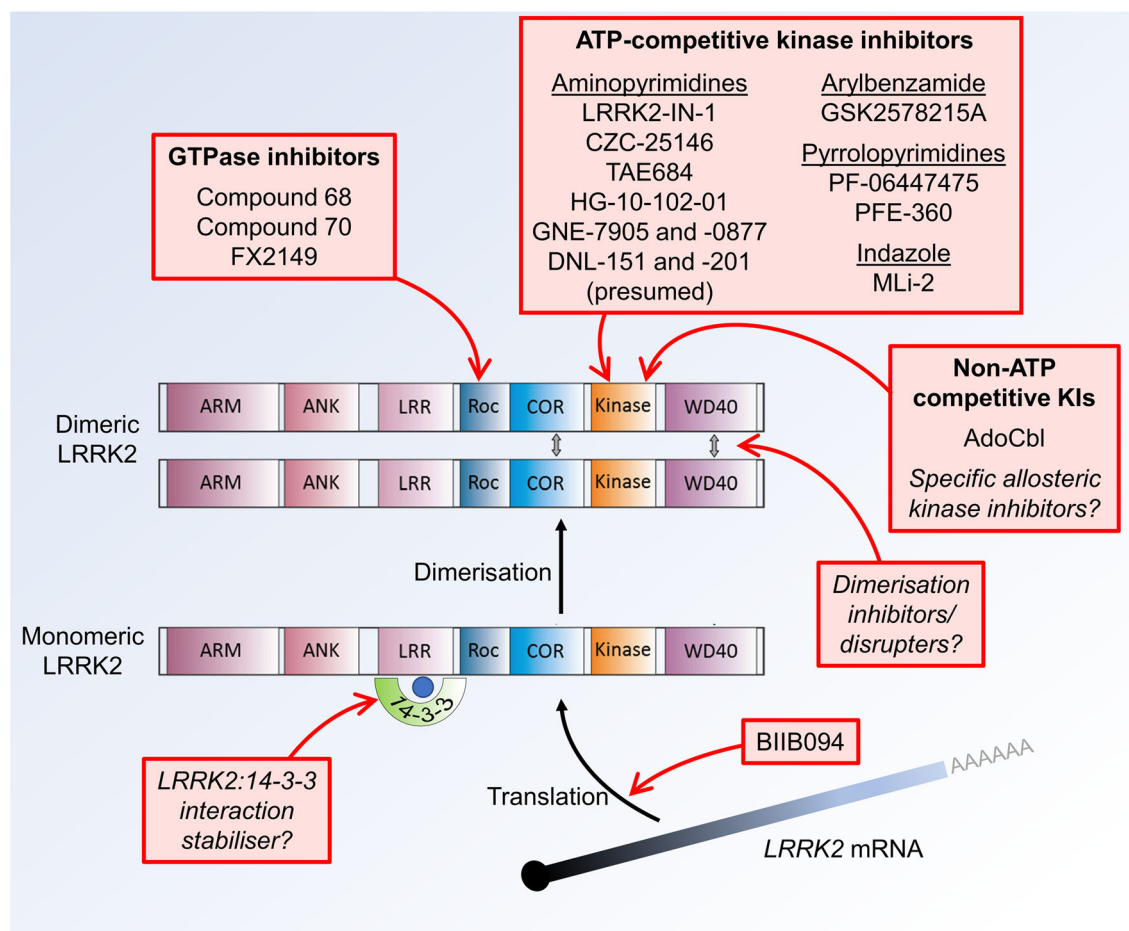 ATP-competitive kinase inhibitors
Aminopyrimidines
LRRK2-IN-1
CZC-25146
TAE684
HG-10-102-01
GNE-7905 and -0877
DNL-151 and -201
(presumed)
Arylbenzamide
GSK2578215A
Pyrrolopyrimidines
PF-06447475
PFE-360
Indazole
MLi-2
GTPase inhibitors
Compound 68
Compound 70
FX2149
Non-ATP
competitive KIs
AdoCbl
Specific allosteric
kinase inhibitors?
Dimeric
LRRK2
ARM ANK LRR Roc COR Kinase WD40
ARM ANK LRR Roc COR Kinase WD40
Dimerisation
Dimerisation
inhibitors/
disrupters?
Monomeric
LRRK2
ARM ANK LRR Roc COR Kinase WD40
14-3-3
LRRK2:14-3-3
interaction
stabiliser?
BIIB094
Translation
AAAAAA
LRRK2 mRNA